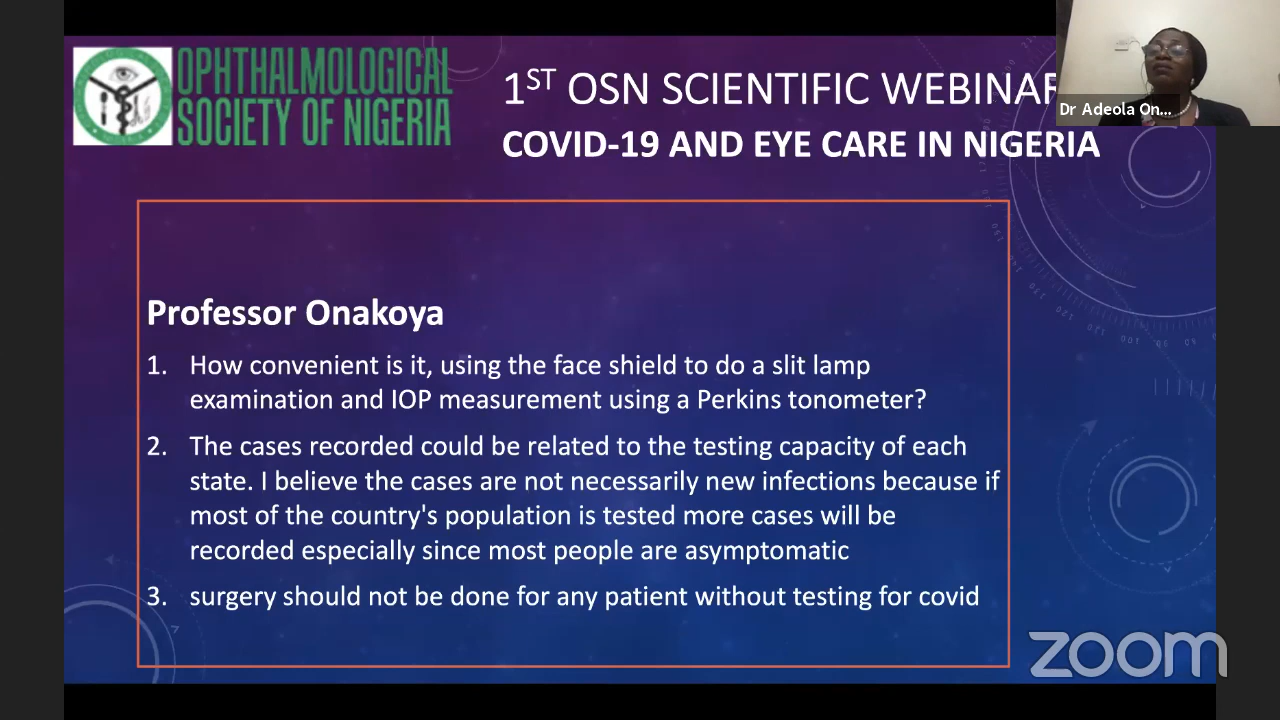 OPHTHALMOLOGICAL
SOCIETY OF NIGERIA
1ST OSN SCIENTIFIC WEBINAR
COVID-19 AND EYE CARE IN NIGERIA
Dr Adeola On...
Professor Onakoya
1. How convenient is it, using the face shield to do a slit lamp
examination and IOP measurement using a Perkins tonometer?
2. The cases recorded could be related to the testing capacity of each
state. I believe the cases are not necessarily new infections because if
most of the country's population is tested more cases will be
recorded especially since most people are asymptomatic
3. surgery should not be done for any patient without testing for covid
zoom